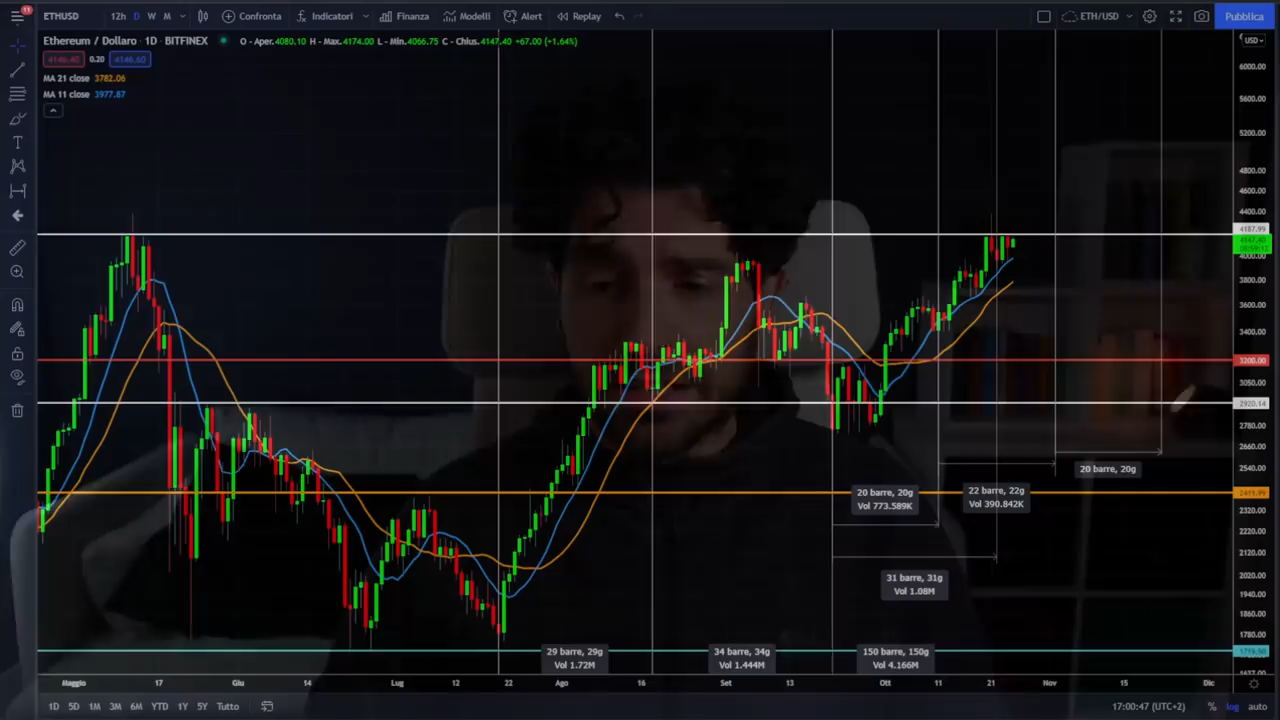 11
ETHUSD 12h D W M Confronta Indicatori Finanza Modelli Alert Replay ETH/USD Pubblica
Ethereum / Dollaro · 1D · BITFINEX O - Aper.4080.10 H - Max.4174.00 L - Min.4066.75 C - Chius.4147.40 +67.00 (+1.64%)
USD
4146.40 0.20 4146.60
MA 21 close 3782.06
MA 11 close 3977.87
6000.00
5600.00
5200.00
4800.00
4600.00
4400.00
4187.99
4147.40
4000.00
3800.00
3600.00
3400.00
3200.00
3050.00
2920.14
2780.00
2660.00
2540.00
2411.99
2320.00
2220.00
2120.00
2020.00
1940.00
1860.00
1780.00
20 barre, 20g
20 barre, 20g
Vol 773.589K
22 barre, 22g
Vol 390.842K
31 barre, 31g
Vol 1.08M
29 barre, 29g
Vol 1.72M
34 barre, 34g
Vol 1.444M
150 barre, 150g
Vol 4.166M
Maggio 17 Giu 14 Lug 12 22 Ago 16 Set 13 Ott 11 21 Nov 15 Dic
1D 5D 1M 3M 6M YTD 1Y 5Y Tutto 17:00:47 (UTC+2) % log auto